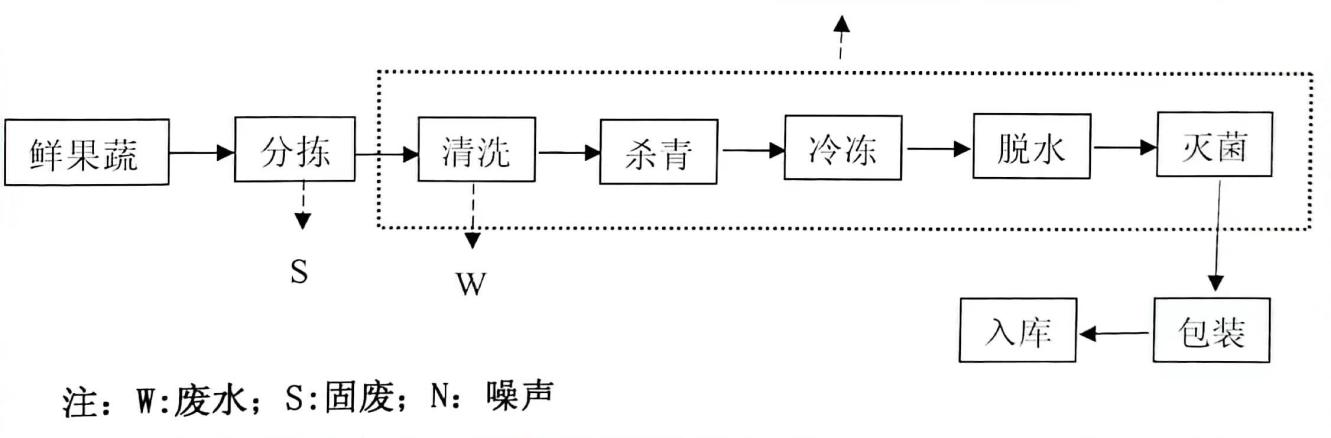 鲜果蔬 分拣 清洗 杀青 冷冻 脱水 灭菌
S W
入库 包装
注：W:废水；S:固废；N：噪声